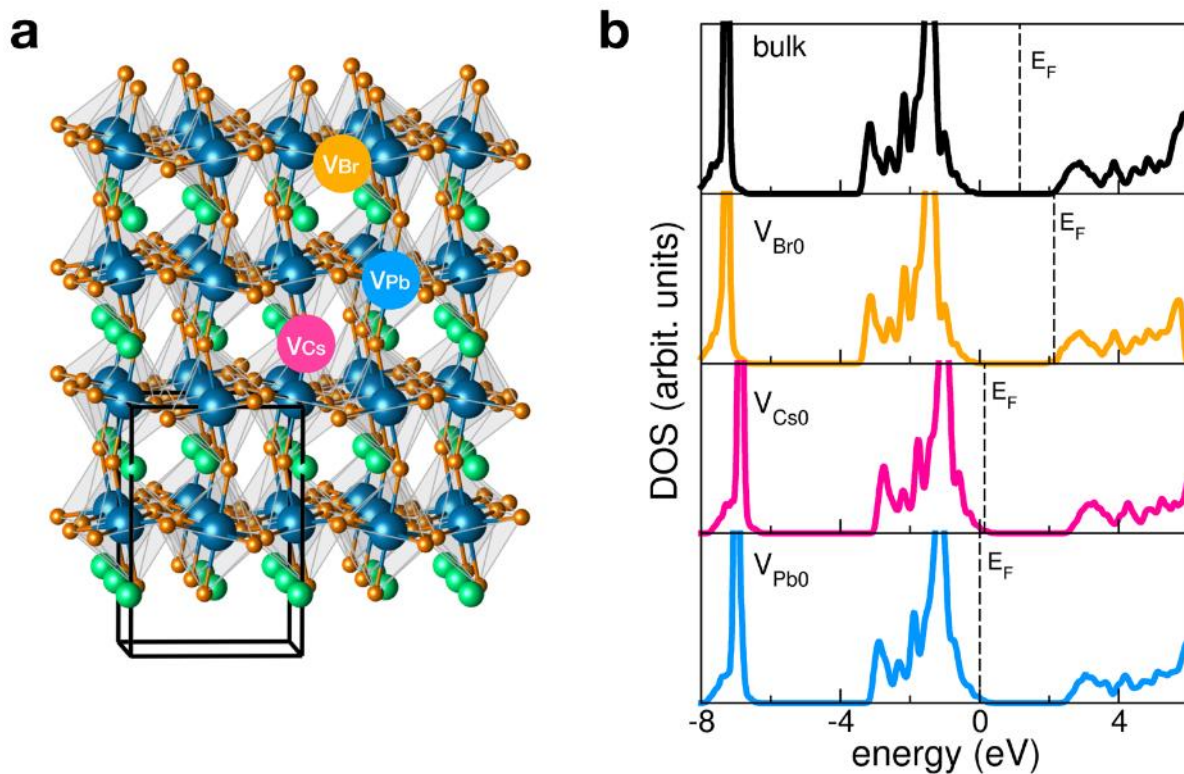 a
VBr
VPb
VCs
b
bulk
EF
VBr0
EF
VCs0
EF
VPb0
EF
DOS (arbit. units)
-8 -4 0 4
energy (eV)